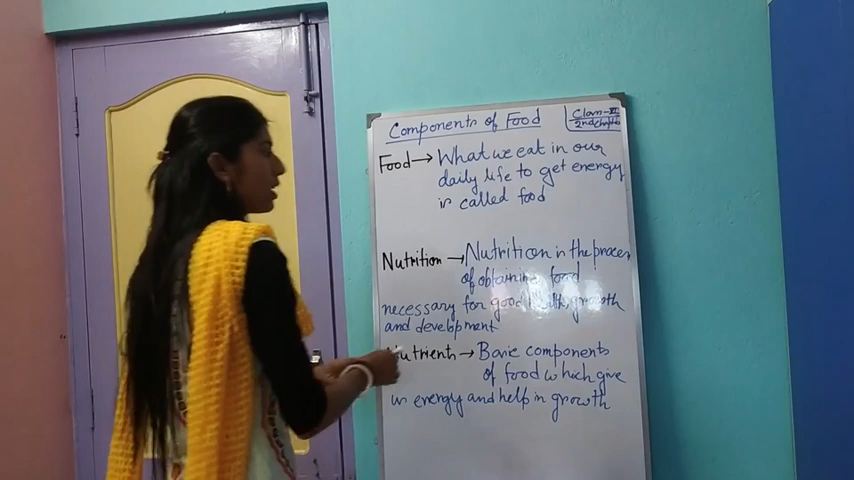 Components of Food
Class-VI
2nd Chapter
Food → What we eat in our
daily life to get energy
is called food
Nutrition → Nutrition is the process
of obtaining food
necessary for good health, growth
and development
Nutrients → Basic components
of food which give
us energy and help in growth